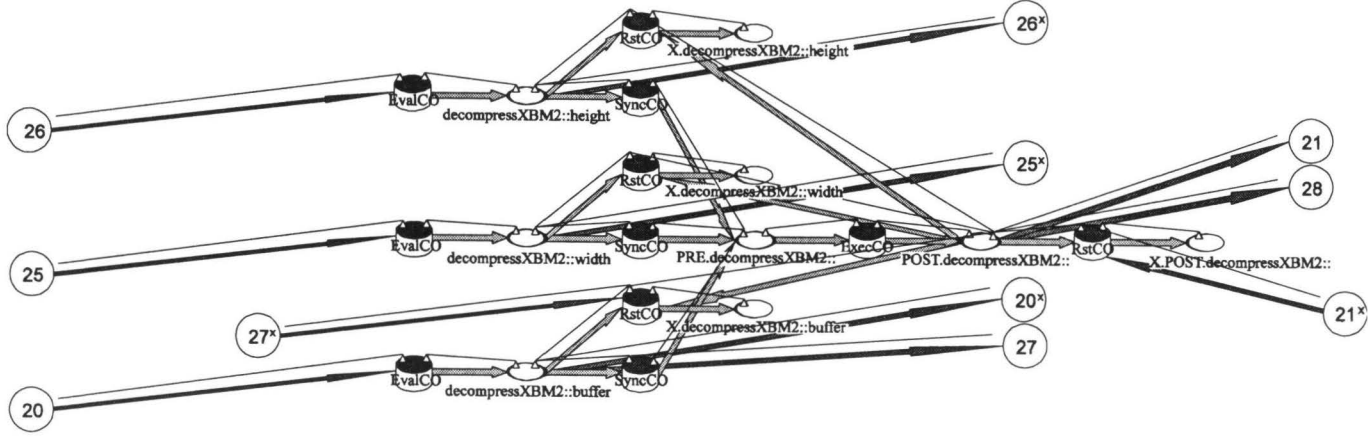 26ˣ
RstCO
X.decompressXBM2::height
EvalCO
SyncCO
decompressXBM2::height
26
21
25ˣ
RstCO
X.decompressXBM2::width
28
EvalCO
SyncCO
ExecCO
RstCO
decompressXBM2::width
PRE.decompressXBM2::
POST.decompressXBM2::
X.POST.decompressXBM2::
25
20ˣ
RstCO
21ˣ
27ˣ
X.decompressXBM2::buffer
27
EvalCO
SyncCO
decompressXBM2::buffer
20